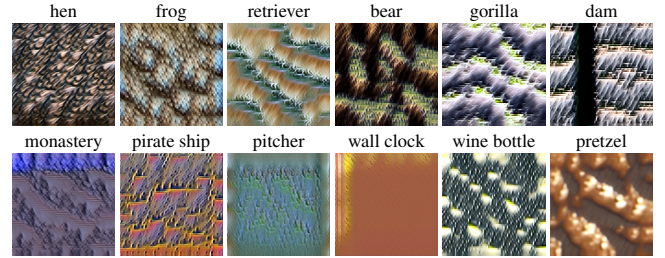 hen frog retriever bear gorilla dam
monastery pirate ship pitcher wall clock wine bottle pretzel